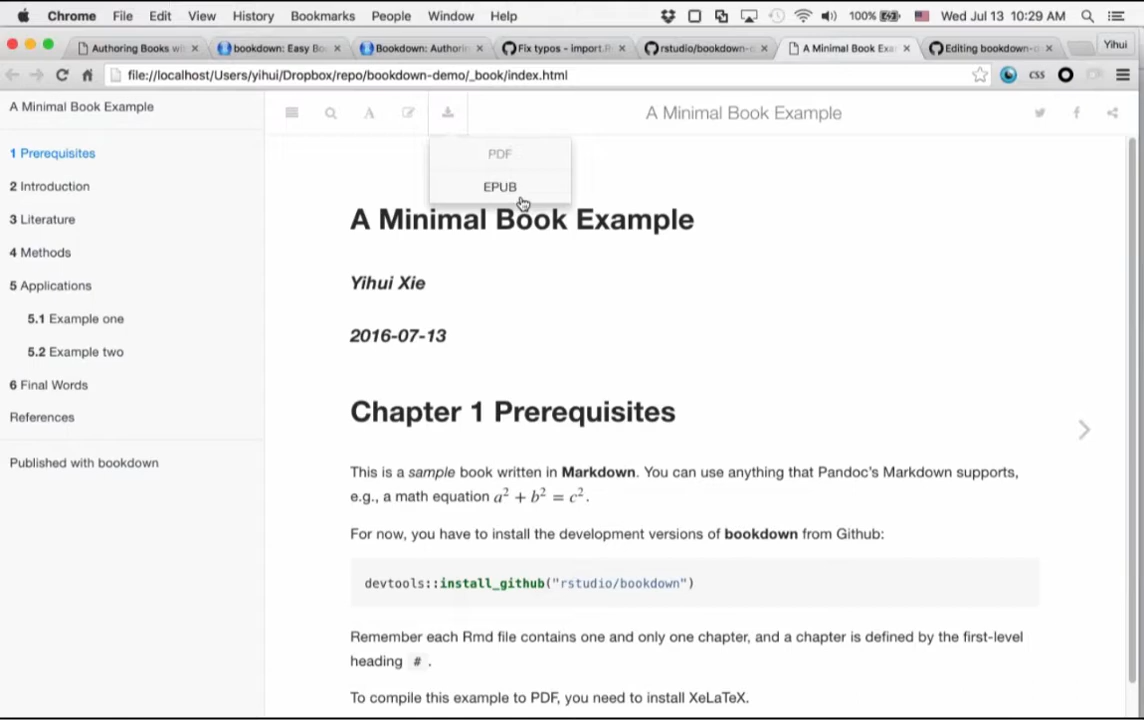 Chrome File Edit View History Bookmarks People Window Help 100% Wed Jul 13 10:29 AM
Authoring Books wi bookdown: Easy Bo Bookdown: Authorin Fix typos - import.R rstudio/bookdown- A Minimal Book Exa Editing bookdown- Yihui
file://localhost/Users/yihui/Dropbox/repo/bookdown-demo/_book/index.html CSS
A Minimal Book Example
1 Prerequisites
2 Introduction
3 Literature
4 Methods
5 Applications
5.1 Example one
5.2 Example two
6 Final Words
References
Published with bookdown
A A Minimal Book Example
PDF
EPUB
A Minimal Book Example
Yihui Xie
2016-07-13
Chapter 1 Prerequisites
This is a sample book written in Markdown. You can use anything that Pandoc's Markdown supports,
e.g., a math equation a² + b² = c².
For now, you have to install the development versions of bookdown from Github:
devtools::install_github("rstudio/bookdown")
Remember each Rmd file contains one and only one chapter, and a chapter is defined by the first-level
heading # .
To compile this example to PDF, you need to install XeLaTeX.